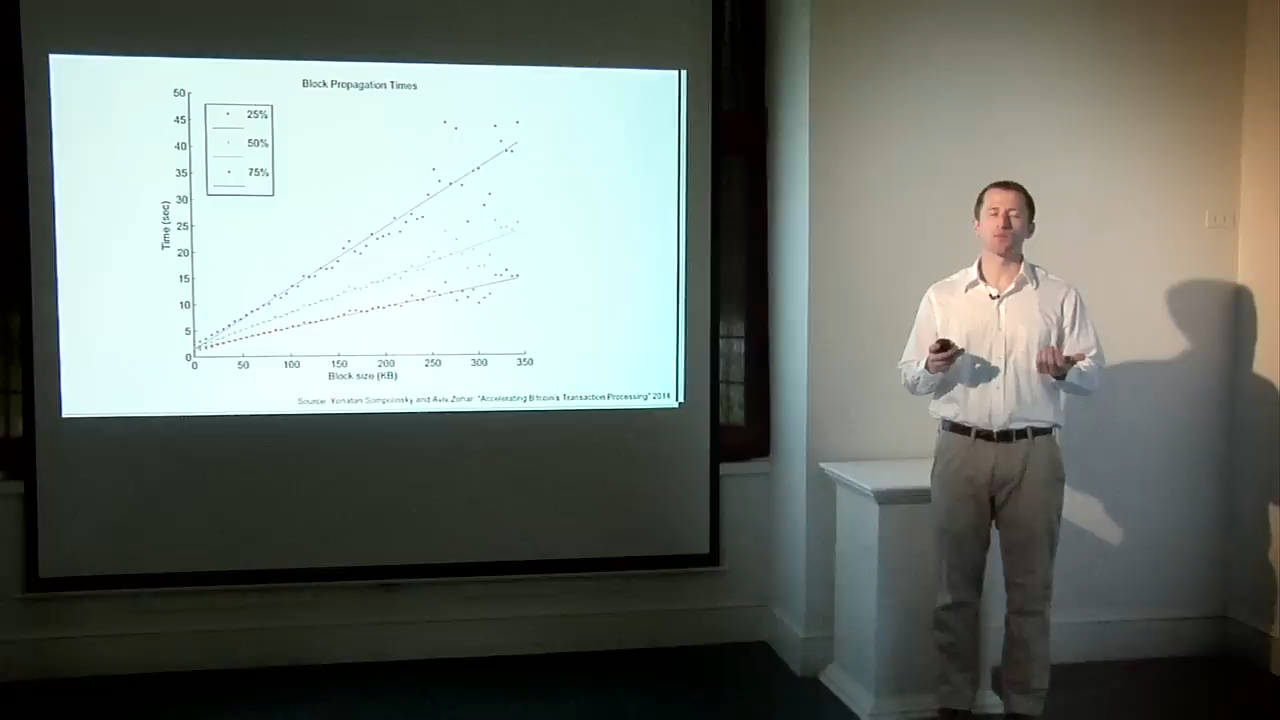 Block Propagation Times
50
45
40
35
30
25
20
15
10
5
0
Time (sec)
25%
50%
75%
0 50 100 150 200 250 300 350
Block size (KB)
Source: Yonatan Sompolinsky and Aviv Zohar "Accelerating Bitcoin's Transaction Processing" 2014